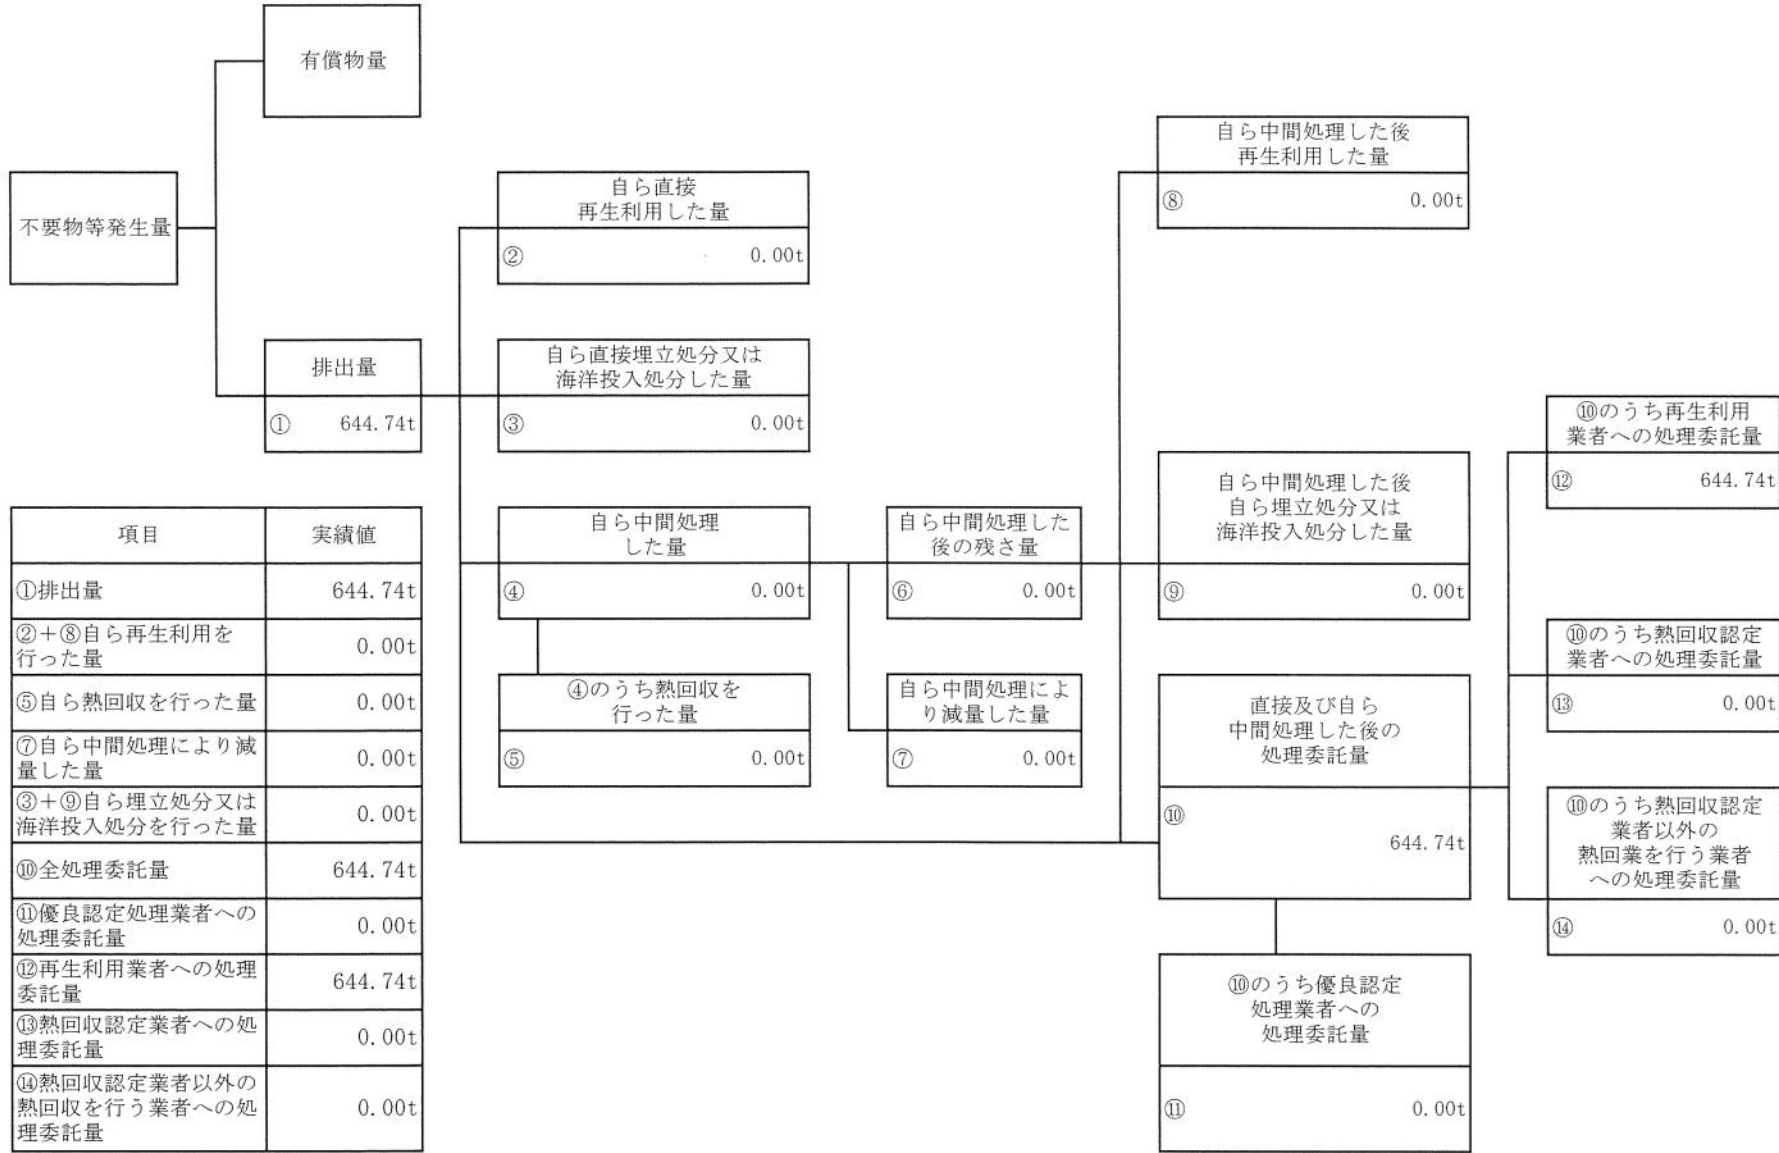 有償物量
不要物等発生量
排出量
① 644.74t
自ら直接
再生利用した量
② 0.00t
自ら直接埋立処分又は
海洋投入処分した量
③ 0.00t
自ら中間処理
した量
④ 0.00t
④のうち熱回収を
行った量
⑤ 0.00t
自ら中間処理した
後の残さ量
⑥ 0.00t
自ら中間処理によ
り減量した量
⑦ 0.00t
自ら中間処理した後
再生利用した量
⑧ 0.00t
自ら中間処理した後
自ら埋立処分又は
海洋投入処分した量
⑨ 0.00t
直接及び自ら
中間処理した後の
処理委託量
⑩
644.74t
⑩のうち優良認定
処理業者への
処理委託量
⑪ 0.00t
⑩のうち再生利用
業者への処理委託量
⑫ 644.74t
⑩のうち熱回収認定
業者への処理委託量
⑬ 0.00t
⑩のうち熱回収認定
業者以外の
熱回業を行う業者
への処理委託量
⑭ 0.00t
項目 実績値
①排出量 644.74t
②＋⑧自ら再生利用を
行った量 0.00t
⑤自ら熱回収を行った量 0.00t
⑦自ら中間処理により減
量した量 0.00t
③＋⑨自ら埋立処分又は
海洋投入処分を行った量 0.00t
⑩全処理委託量 644.74t
⑪優良認定処理業者への
処理委託量 0.00t
⑫再生利用業者への処理
委託量 644.74t
⑬熱回収認定業者への処
理委託量 0.00t
⑭熱回収認定業者以外の
熱回収を行う業者への処 0.00t
理委託量